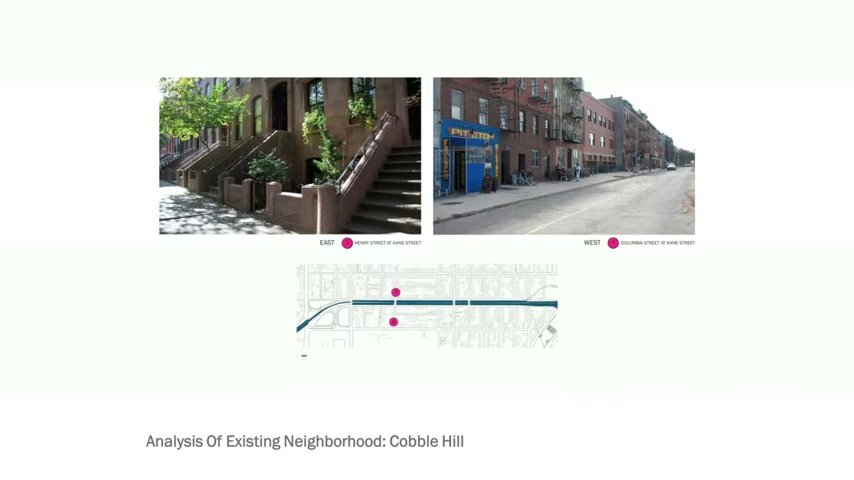 PIT STOP
EAST
HENRY STREET AT KANE STREET
WEST
COLUMBIA STREET AT KANE STREET
Analysis Of Existing Neighborhood: Cobble Hill